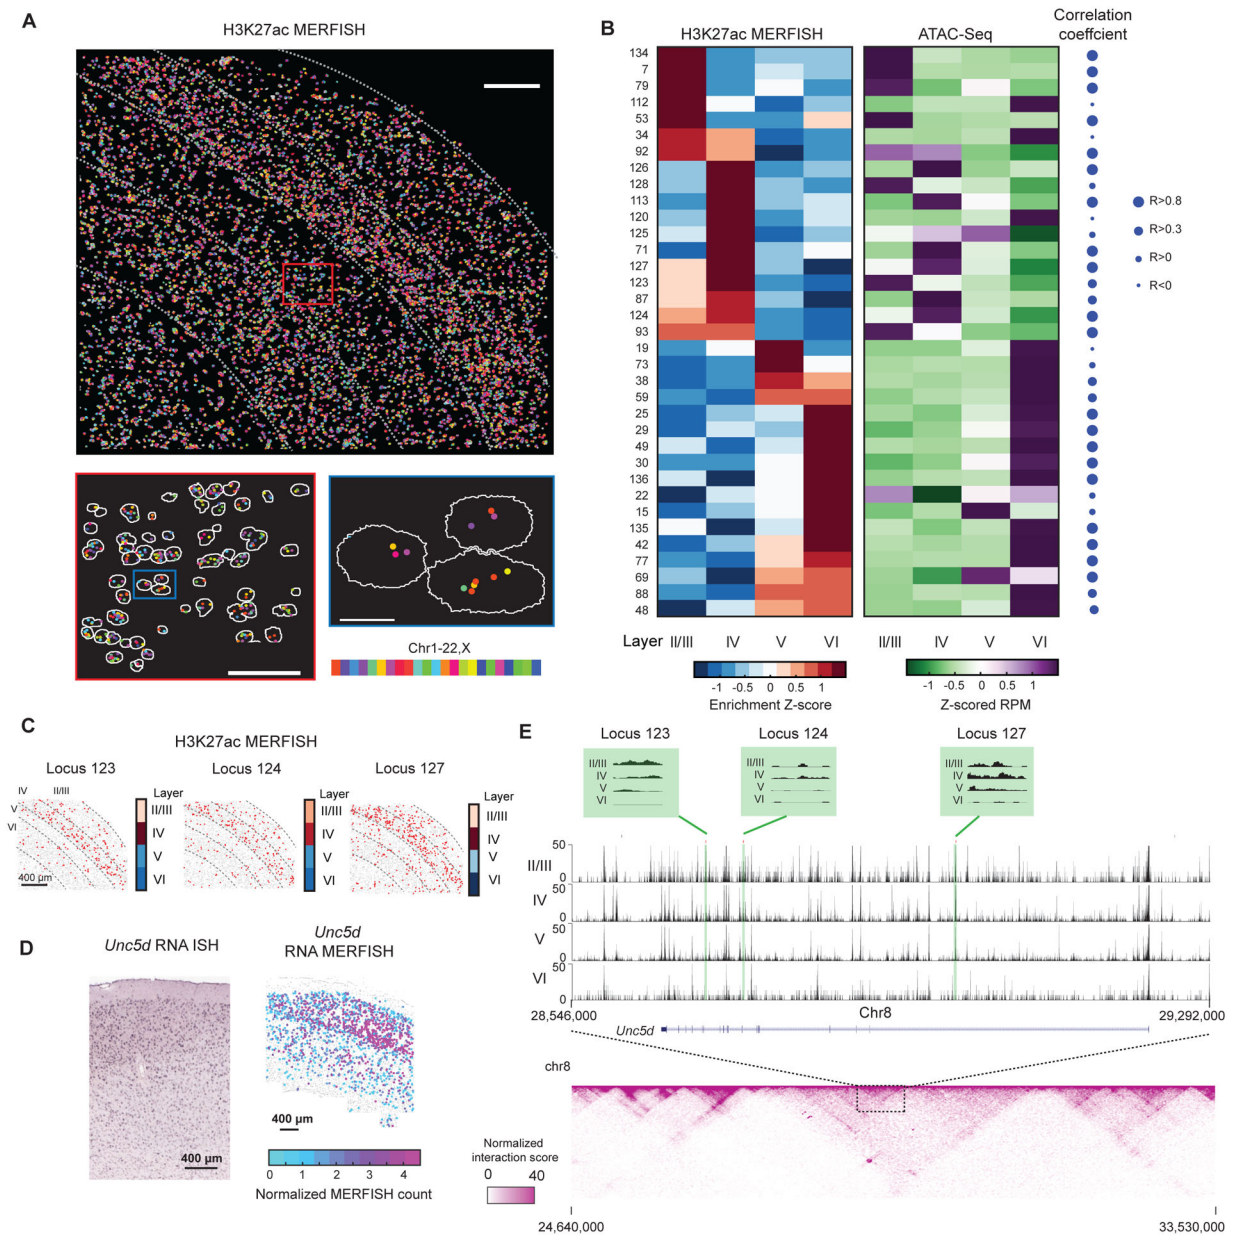 A
H3K27ac MERFISH
Chr1-22,X
B
H3K27ac MERFISH
ATAC-Seq
Correlation
coeffcient
134
7
79
112
53
34
92
126
128
113
120
125
71
127
123
87
124
93
19
73
38
59
25
29
49
30
136
22
15
135
42
77
69
88
48
R>0.8
R>0.3
R>0
R<0
Layer II/III IV V VI II/III IV V VI
-1 -0.5 0 0.5 1
Enrichment Z-score
-1 -0.5 0 0.5 1
Z-scored RPM
C
H3K27ac MERFISH
Locus 123
Locus 124
Locus 127
IV II/III
V
VI
400 µm
Layer
II/III
IV
V
VI
Layer
II/III
IV
V
VI
Layer
II/III
IV
V
VI
D
Unc5d RNA ISH
400 µm
Unc5d
RNA MERFISH
400 µm
0 1 2 3 4
Normalized MERFISH count
E
Locus 123
Locus 124
Locus 127
II/III
IV
V
VI
II/III
IV
V
VI
II/III
IV
V
VI
50
II/III
0
50
IV
0
50
V
0
50
VI
0
28,546,000
Chr8
29,292,000
Unc5d
chr8
Normalized
interaction score
0 40
24,640,000
33,530,000